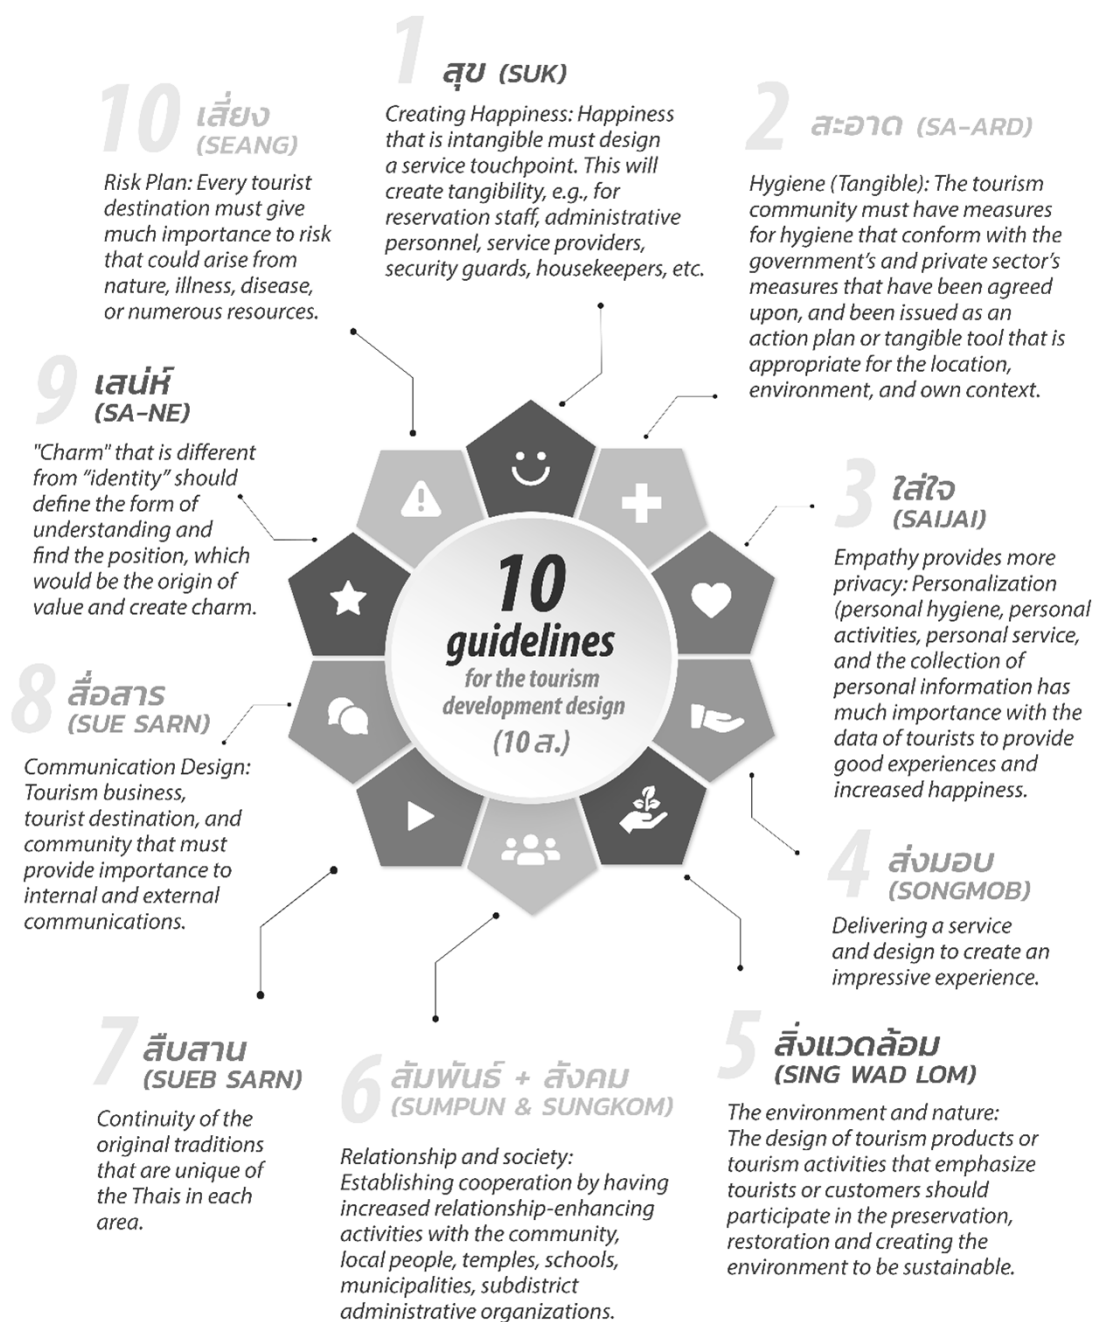 1 สุข (SUK)
Creating Happiness: Happiness
that is intangible must design
a service touchpoint. This will
create tangibility, e.g., for
reservation staff, administrative
personnel, service providers,
security guards, housekeepers, etc.
2 สะอาด (SA-ARD)
Hygiene (Tangible): The tourism
community must have measures
for hygiene that conform with the
government's and private sector's
measures that have been agreed
upon, and been issued as an
action plan or tangible tool that is
appropriate for the location,
environment, and own context.
3 ใส่ใจ
(SAIJAI)
Empathy provides more
privacy: Personalization
(personal hygiene, personal
activities, personal service,
and the collection of
personal information has
much importance with the
data of tourists to provide
good experiences and
increased happiness.
4 ส่งมอบ
(SONGMOB)
Delivering a service
and design to create an
impressive experience.
5 สิ่งแวดล้อม
(SING WAD LOM)
The environment and nature:
The design of tourism products or
tourism activities that emphasize
tourists or customers should
participate in the preservation,
restoration and creating the
environment to be sustainable.
6 สัมพันธ์ + สังคม
(SUMPUN & SUNGKOM)
Relationship and society:
Establishing cooperation by having
increased relationship-enhancing
activities with the community,
local people, temples, schools,
municipalities, subdistrict
administrative organizations.
7 สืบสาน
(SUEB SARN)
Continuity of the
original traditions
that are unique of
the Thais in each
area.
8 สื่อสาร
(SUE SARN)
Communication Design:
Tourism business,
tourist destination, and
community that must
provide importance to
internal and external
communications.
9 เสน่ห์
(SA-NE)
"Charm" that is different
from “identity” should
define the form of
understanding and
find the position, which
would be the origin of
value and create charm.
10 เสี่ยง
(SEANG)
Risk Plan: Every tourist
destination must give
much importance to risk
that could arise from
nature, illness, disease,
or numerous resources.
10
guidelines
for the tourism
development design
(10 ส.)